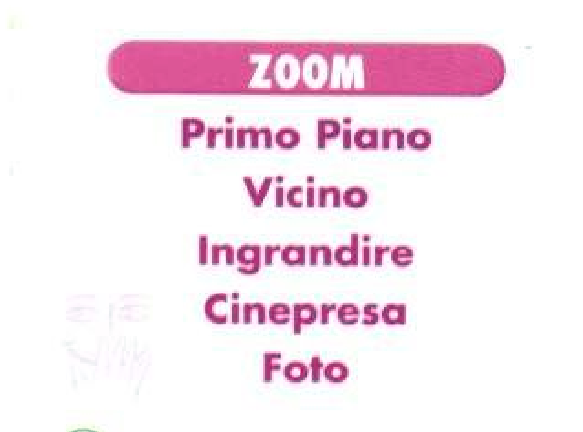 ZOOM
Primo Piano
Vicino
Ingrandire
Cinepresa
Foto